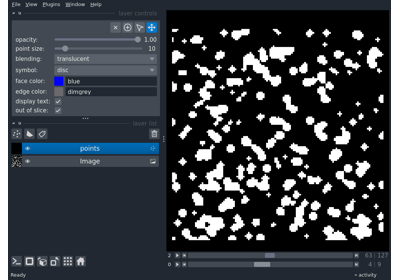 File View Plugins Window Help
layer controls
opacity: 1.00
point size: 10
blending: translucent
symbol: disc
face color: blue
edge color: dimgrey
display text:
out of slice:
layer list
points
Image
2 63 127
0 4 9
Ready activity